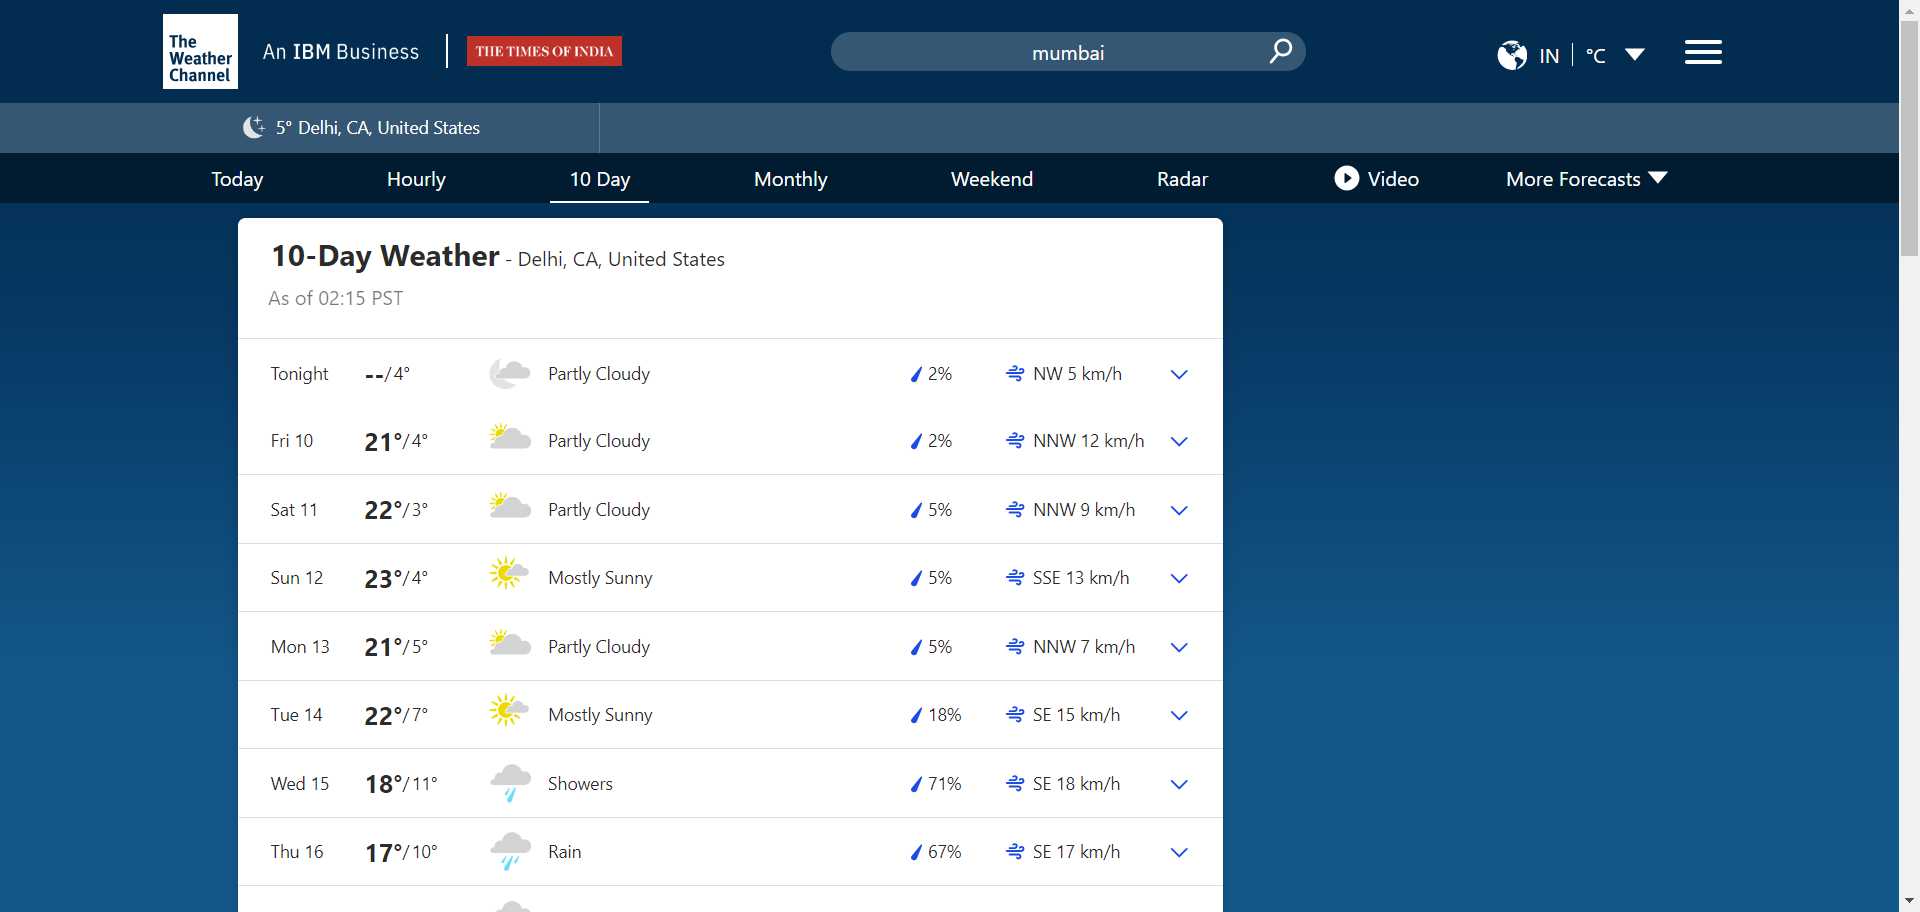 The
Weather
Channel
An IBM Business
THE TIMES OF INDIA
mumbai
IN
°C
5° Delhi, CA, United States
Today
Hourly
10 Day
Monthly
Weekend
Radar
Video
More Forecasts
10-Day Weather - Delhi, CA, United States
As of 02:15 PST
Tonight --/4° Partly Cloudy 2% NW 5 km/h
Fri 10 21°/4° Partly Cloudy 2% NNW 12 km/h
Sat 11 22°/3° Partly Cloudy 5% NNW 9 km/h
Sun 12 23°/4° Mostly Sunny 5% SSE 13 km/h
Mon 13 21°/5° Partly Cloudy 5% NNW 7 km/h
Tue 14 22°/7° Mostly Sunny 18% SE 15 km/h
Wed 15 18°/11° Showers 71% SE 18 km/h
Thu 16 17°/10° Rain 67% SE 17 km/h